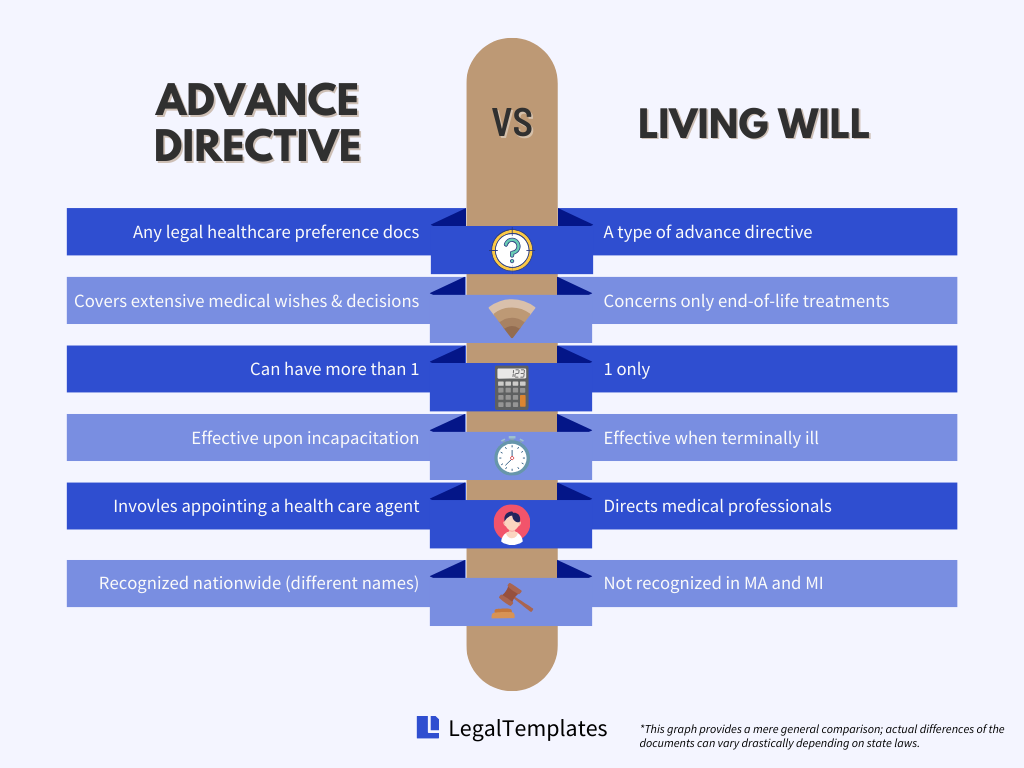 ADVANCE
DIRECTIVE
VS
LIVING WILL
Any legal healthcare preference docs
A type of advance directive
Covers extensive medical wishes & decisions
Concerns only end-of-life treatments
Can have more than 1
123
1 only
Effective upon incapacitation
Effective when terminally ill
Invovles appointing a health care agent
Directs medical professionals
Recognized nationwide (different names)
Not recognized in MA and MI
LegalTemplates
*This graph provides a mere general comparison; actual differences of the
documents can vary drastically depending on state laws.